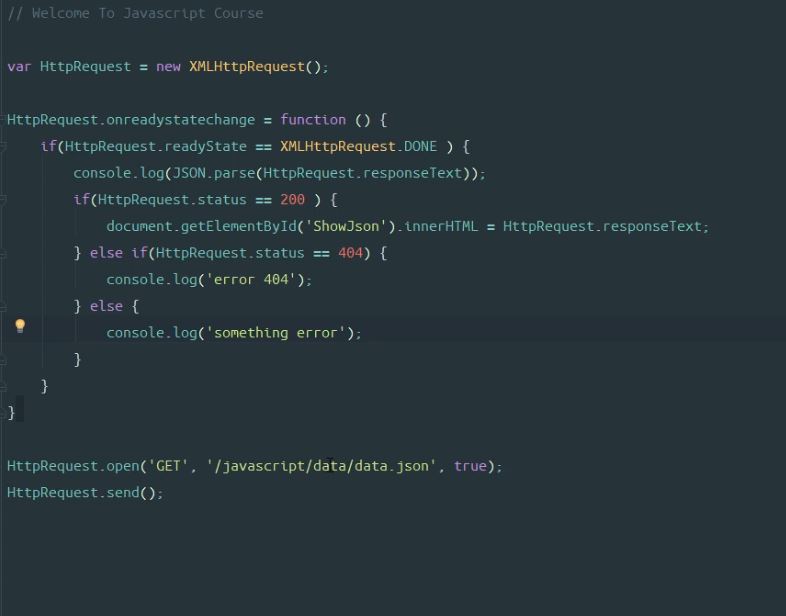 // Welcome To Javascript Course
var HttpRequest = new XMLHttpRequest();
HttpRequest.onreadystatechange = function () {
if(HttpRequest.readyState == XMLHttpRequest.DONE ) {
console.log(JSON.parse(HttpRequest.responseText));
if(HttpRequest.status == 200 ) {
document.getElementById('ShowJson').innerHTML = HttpRequest.responseText;
} else if(HttpRequest.status == 404) {
console.log('error 404');
} else {
console.log('something error');
}
}
}
HttpRequest.open('GET', '/javascript/data/data.json', true);
HttpRequest.send();